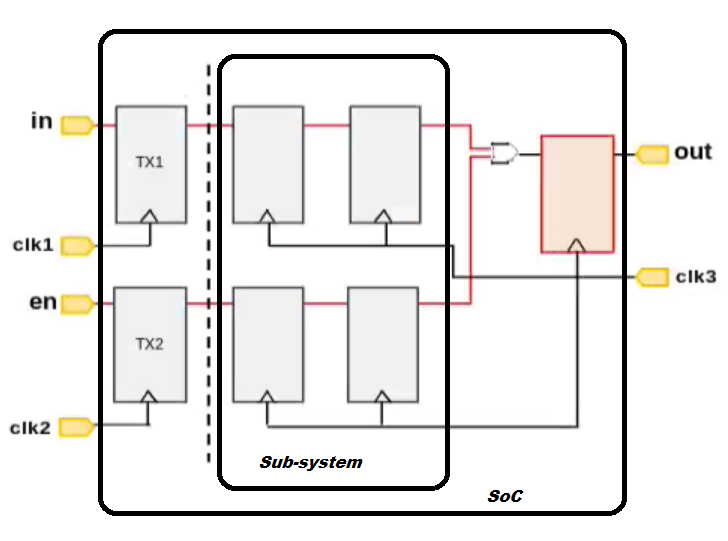 in
TX1
out
clk1
clk3
en
TX2
clk2
Sub-system
SoC